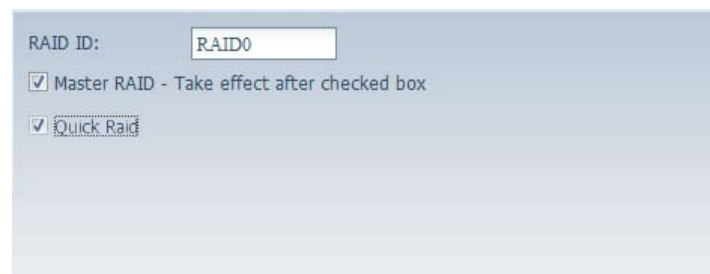 RAID ID: RAID0
Master RAID - Take effect after checked box
Quick Raid